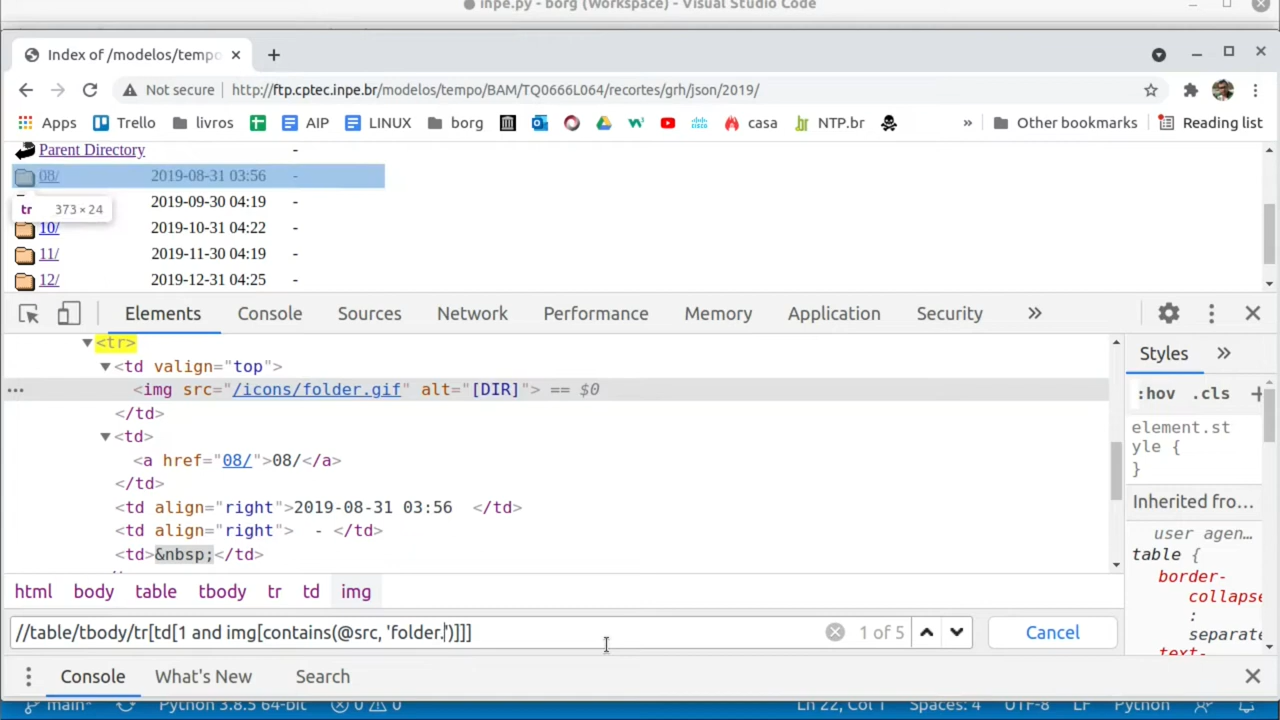 inpe.py - borg (Workspace) - Visual Studio Code
Index of /modelos/tempo
Not secure http://ftp.cptec.inpe.br/modelos/tempo/BAM/TQ0666L064/recortes/grh/json/2019/
Apps Trello livros AIP LINUX borg casa NTP.br » Other bookmarks Reading list
Parent Directory -
08/ 2019-08-31 03:56 -
2019-09-30 04:19 -
tr 373 × 24
10/ 2019-10-31 04:22 -
11/ 2019-11-30 04:19 -
12/ 2019-12-31 04:25 -
Elements Console Sources Network Performance Memory Application Security »
<tr>
<td valign="top">
<img src="/icons/folder.gif" alt="[DIR]"> == $0
</td>
<td>
<a href="08/">08/</a>
</td>
<td align="right">2019-08-31 03:56 </td>
<td align="right"> - </td>
<td>&nbsp;</td>
Styles »
:hov .cls +
element.st
yle {
}
Inherited fro...
user agen...
table {
border-
collapse
:
separate
text-
html body table tbody tr td img
//table/tbody/tr[td[1 and img[contains(@src, 'folder.')]]] 1 of 5 Cancel
Console What's New Search
main* Python 3.8.5 64-bit 0 0 Ln 22, Col 1 Spaces: 4 UTF-8 LF Python